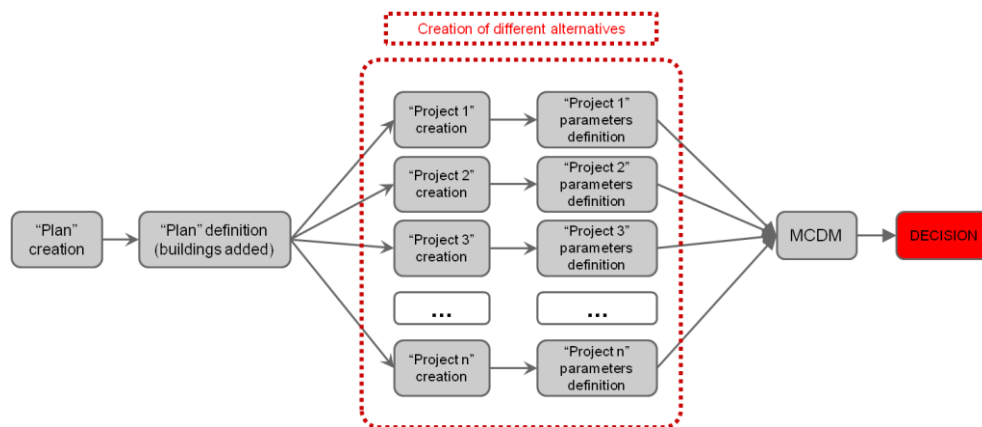 Creation of different alternatives
“Plan”
creation
“Plan” definition
(buildings added)
“Project 1”
creation
“Project 1”
parameters
definition
“Project 2”
creation
“Project 2”
parameters
definition
“Project 3”
creation
“Project 3”
parameters
definition
...
...
“Project n”
creation
“Project n”
parameters
definition
MCDM
DECISION